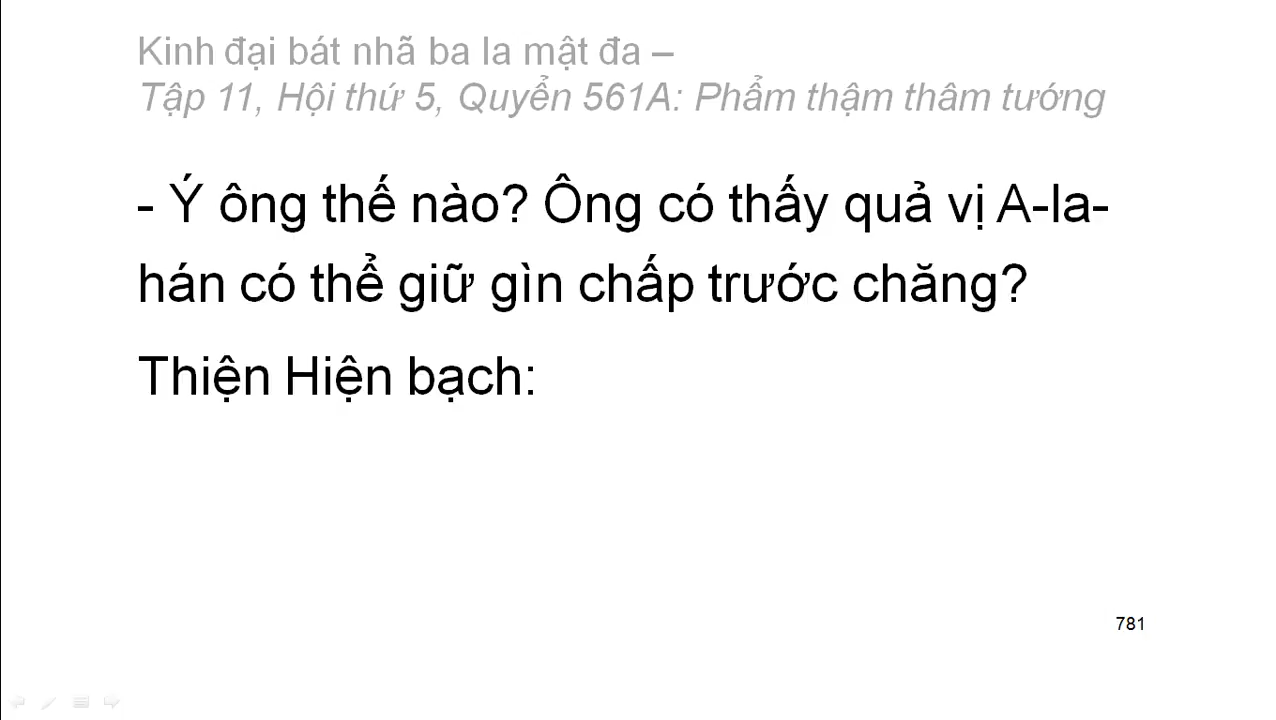 Kinh đại bát nhã ba la mật đa –
Tập 11, Hội thứ 5, Quyển 561A: Phẩm thậm thâm tướng
- Ý ông thế nào? Ông có thấy quả vị A-la-
hán có thể giữ gìn chấp trước chăng?
Thiện Hiện bạch:
781